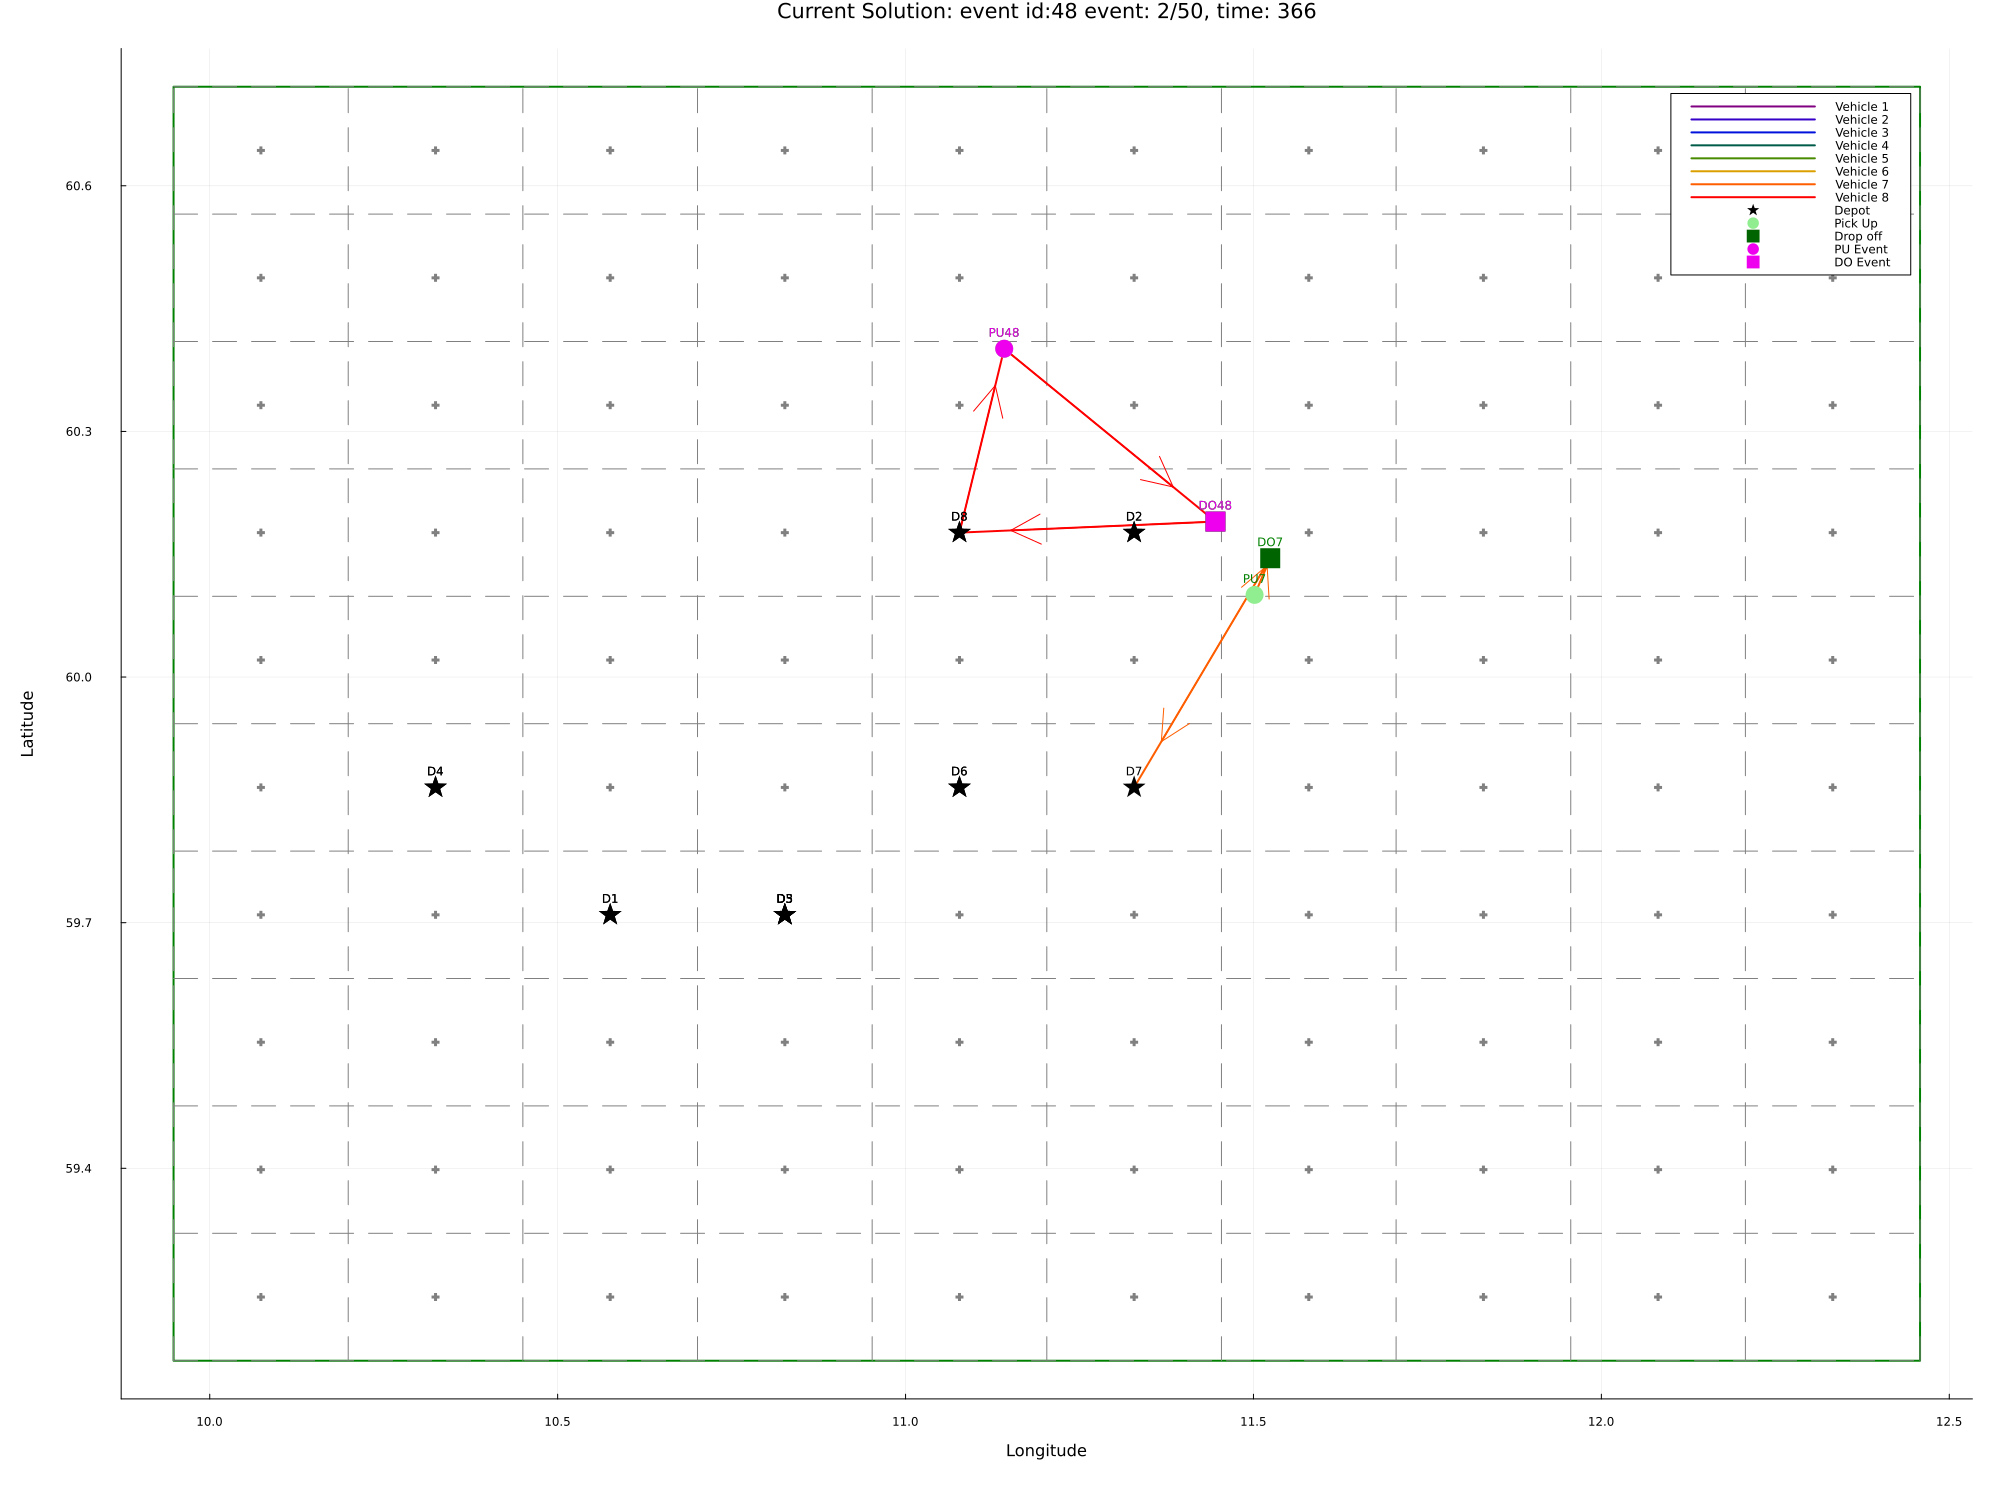 Current Solution: event id:48 event: 2/50, time: 366
Vehicle 1
Vehicle 2
Vehicle 3
Vehicle 4
Vehicle 5
Vehicle 6
Vehicle 7
Vehicle 8
Depot
Pick Up
Drop off
PU Event
DO Event
60.6
60.3
60.0
59.7
59.4
Latitude
PU48
DO48
D8
D2
DO7
PU7
D4
D6
D7
D1
10.0
10.5
11.0
11.5
12.0
12.5
Longitude